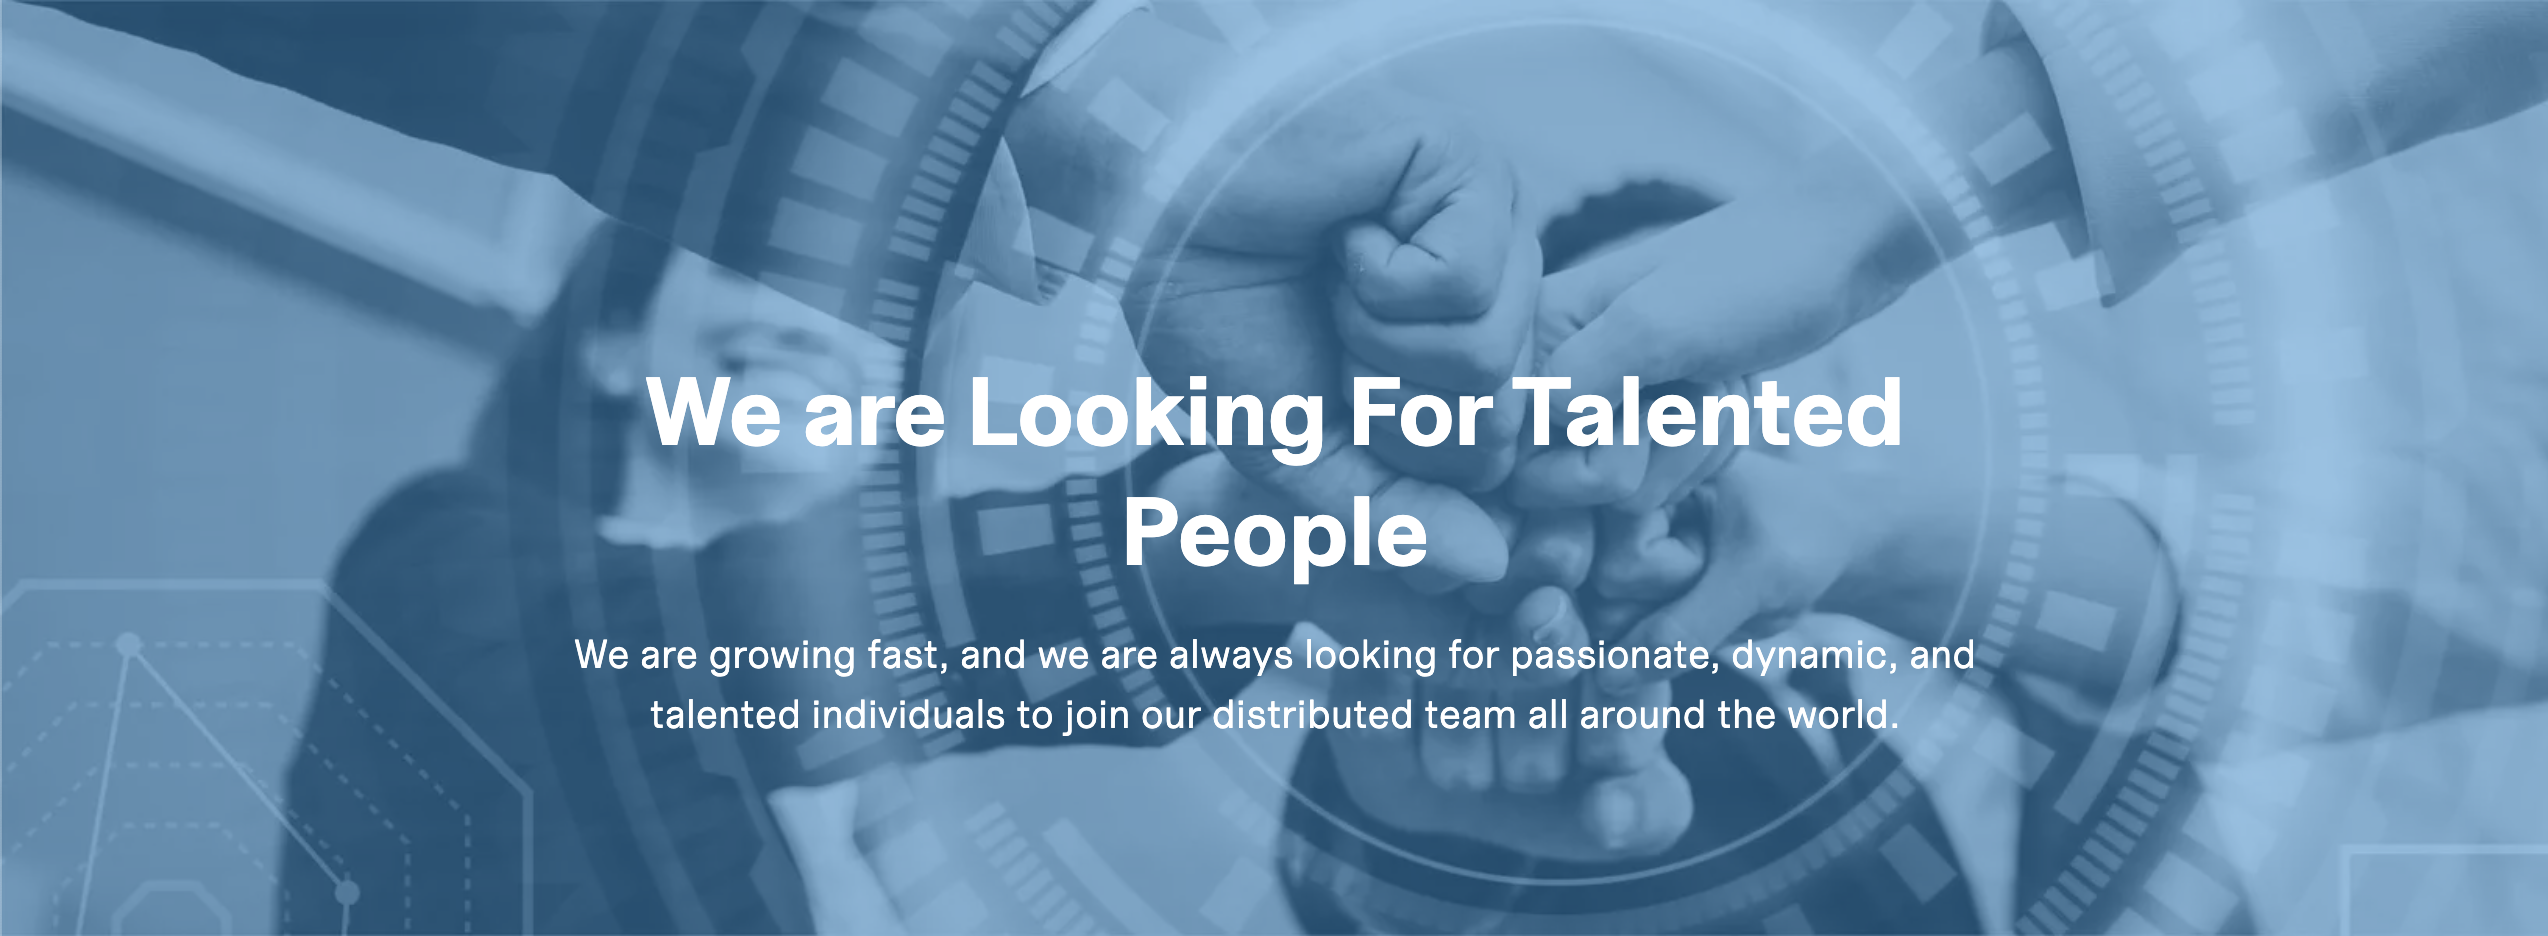 We are Looking For Talented
People
We are growing fast, and we are always looking for passionate, dynamic, and
talented individuals to join our distributed team all around the world.